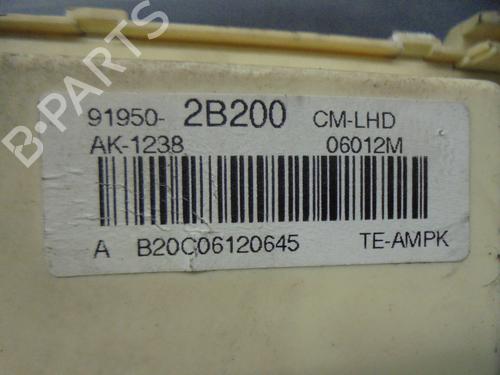 91950- 2B200 CM-LHD
AK-1238 06012M
A B20C06120645 TE-AMPK
B-PARTS